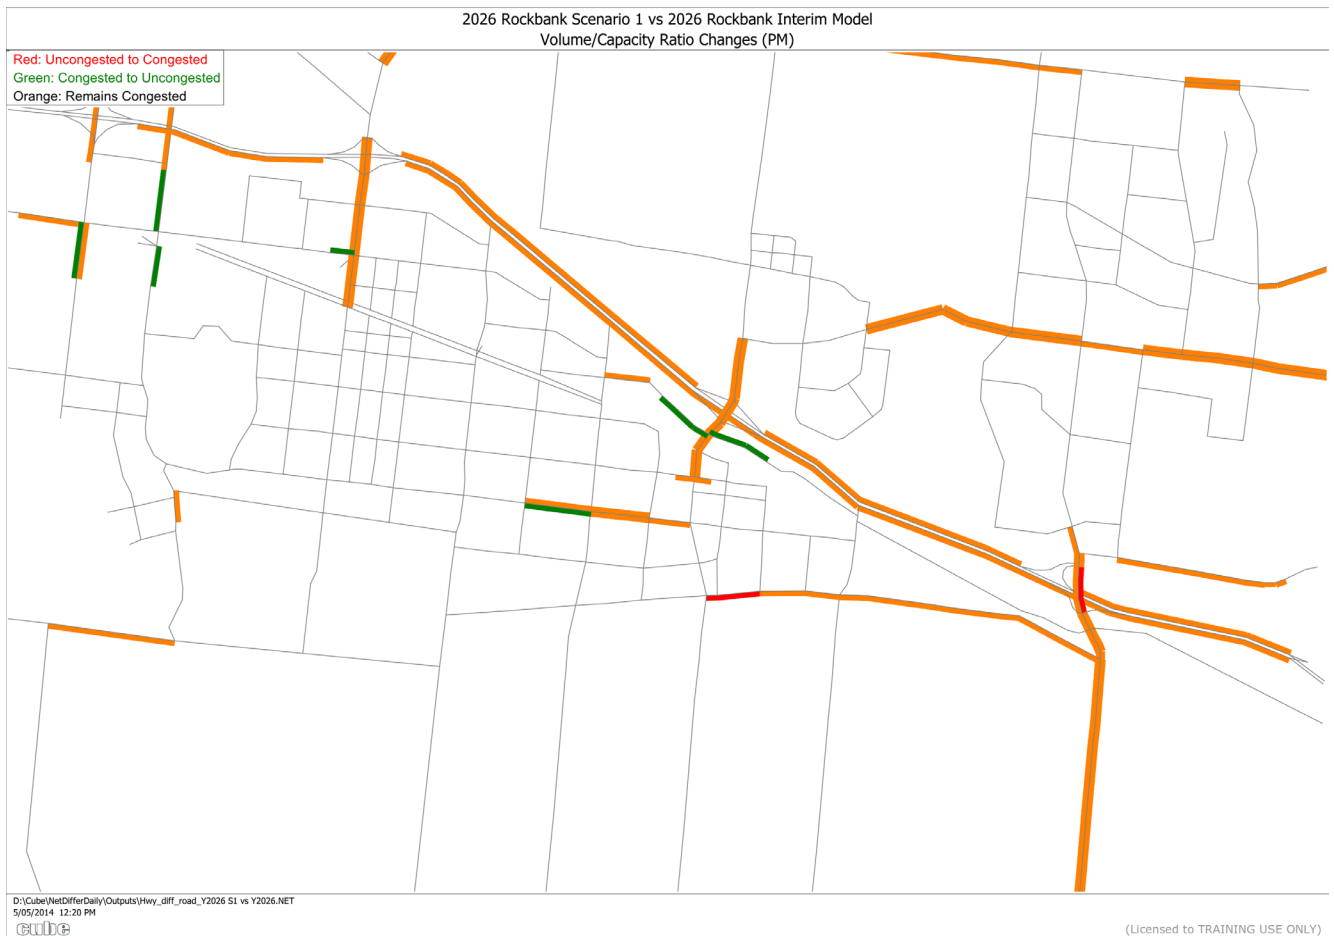 2026 Rockbank Scenario 1 vs 2026 Rockbank Interim Model
Volume/Capacity Ratio Changes (PM)
Red: Uncongested to Congested
Green: Congested to Uncongested
Orange: Remains Congested
D:\Cube\NetDifferDaily\Outputs\Hwy_diff_road_Y2026 S1 vs Y2026.NET
5/05/2014 12:20 PM
cube
(Licensed to TRAINING USE ONLY)